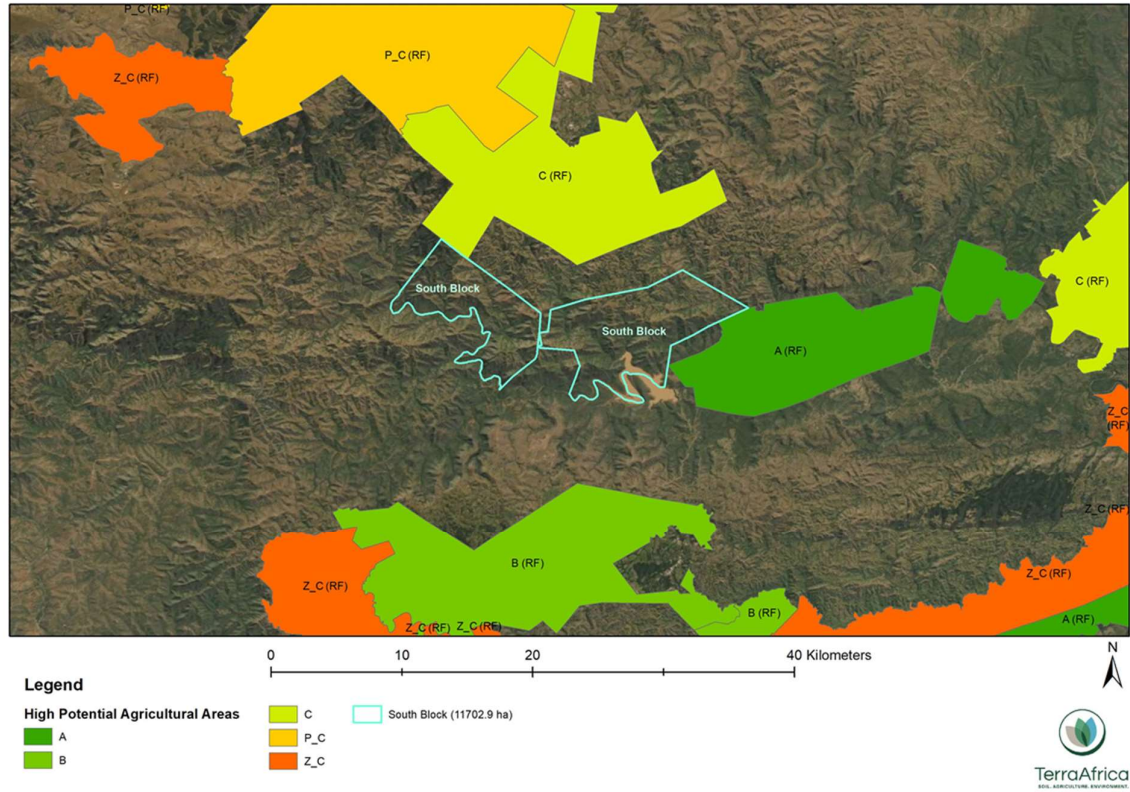 P_C (RF)
Z_C (RF)
P_C (RF)
C (RF)
C (RF)
South Block
South Block
A (RF)
Z_C
(RF)
Z_C (RF)
B (RF)
Z_C (RF)
Z_C (RF)
B (RF)
A (RF)
Z_C (RF)
Z_C (RF)
0 10 20 40 Kilometers
N
Legend
High Potential Agricultural Areas
A
B
C
P_C
Z_C
South Block (11702.9 ha)
TerraAfrica
SOIL. AGRICULTURE. ENVIRONMENT.